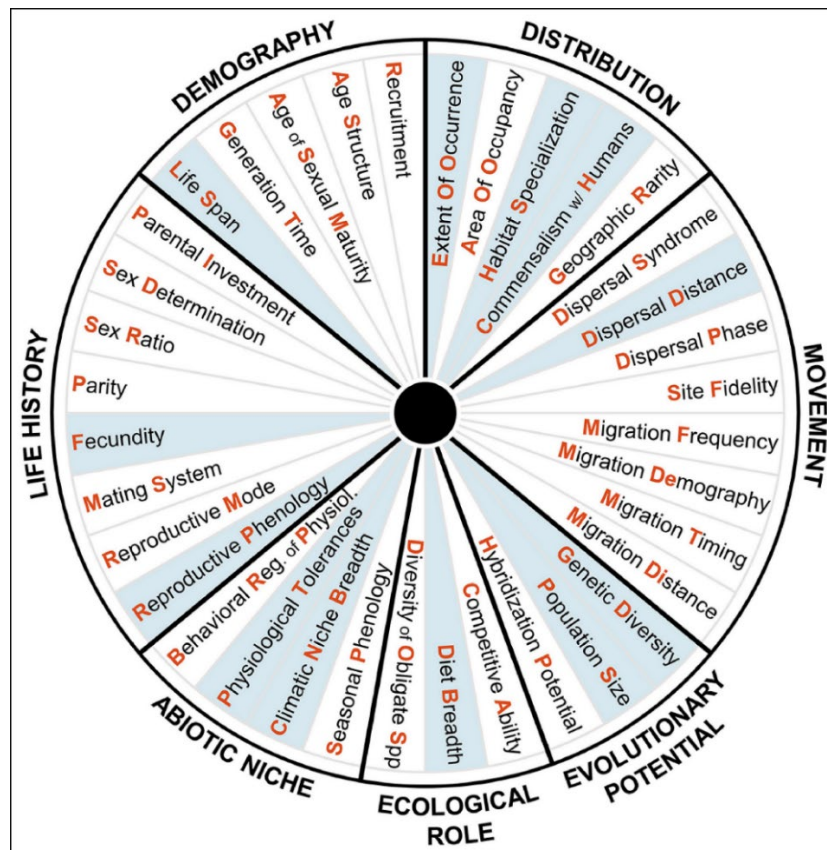 DEMOGRAPHY
Life Span
Generation Time
Age of Sexual Maturity
Age Structure
Recruitment
DISTRIBUTION
Extent Of Occurrence
Area Of Occupancy
Habitat Specialization
Commensalism w/ Humans
Geographic Rarity
MOVEMENT
Dispersal Syndrome
Dispersal Distance
Dispersal Phase
Site Fidelity
Migration Frequency
Migration Demography
Migration Timing
Migration Distance
EVOLUTIONARY
POTENTIAL
Genetic Diversity
Population Size
Hybridization Potential
ECOLOGICAL
ROLE
Competitive Ability
Diet Breadth
Diversity of Obligate Spp
ABIOTIC NICHE
Seasonal Phenology
Climatic Niche Breadth
Physiological Tolerances
Behavioral Reg. of Physiol.
LIFE HISTORY
Reproductive Phenology
Reproductive Mode
Mating System
Fecundity
Parity
Sex Ratio
Sex Determination
Parental Investment